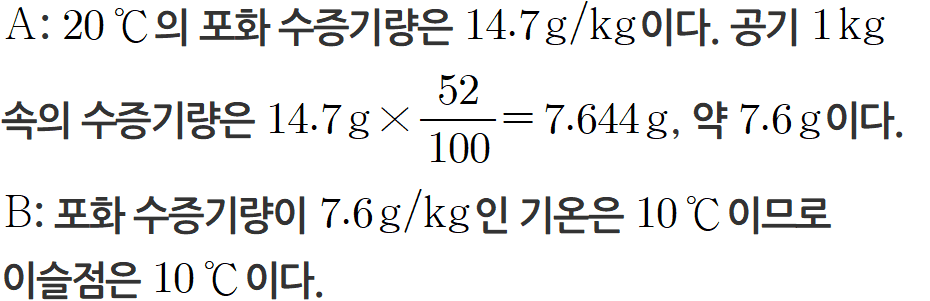 A: 20 ℃의 포화 수증기량은 14.7 g/kg이다. 공기 1 kg
속의 수증기량은 14.7 g × 52/100 = 7.644 g, 약 7.6 g이다.
B: 포화 수증기량이 7.6 g/kg인 기온은 10 ℃이므로
이슬점은 10 ℃이다.